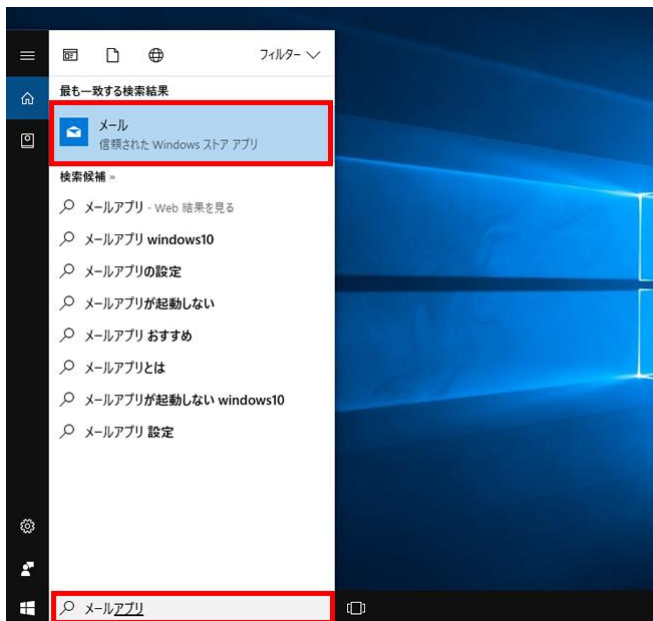 フィルター
最も一致する検索結果
メール
信頼された Windows ストア アプリ
検索候補 »
メールアプリ - Web 結果を見る
メールアプリ windows10
メールアプリの設定
メールアプリが起動しない
メールアプリ おすすめ
メールアプリとは
メールアプリが起動しない windows10
メールアプリ 設定
メールアプリ